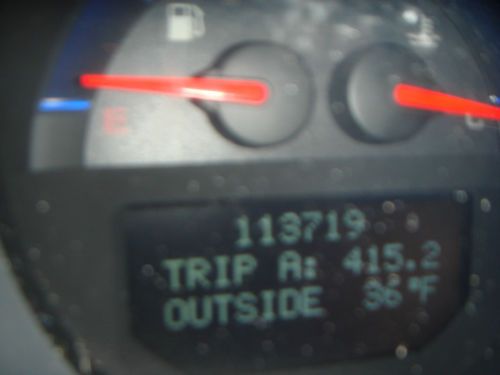 E
C
113719
TRIP A: 415.2
OUTSIDE 36°F